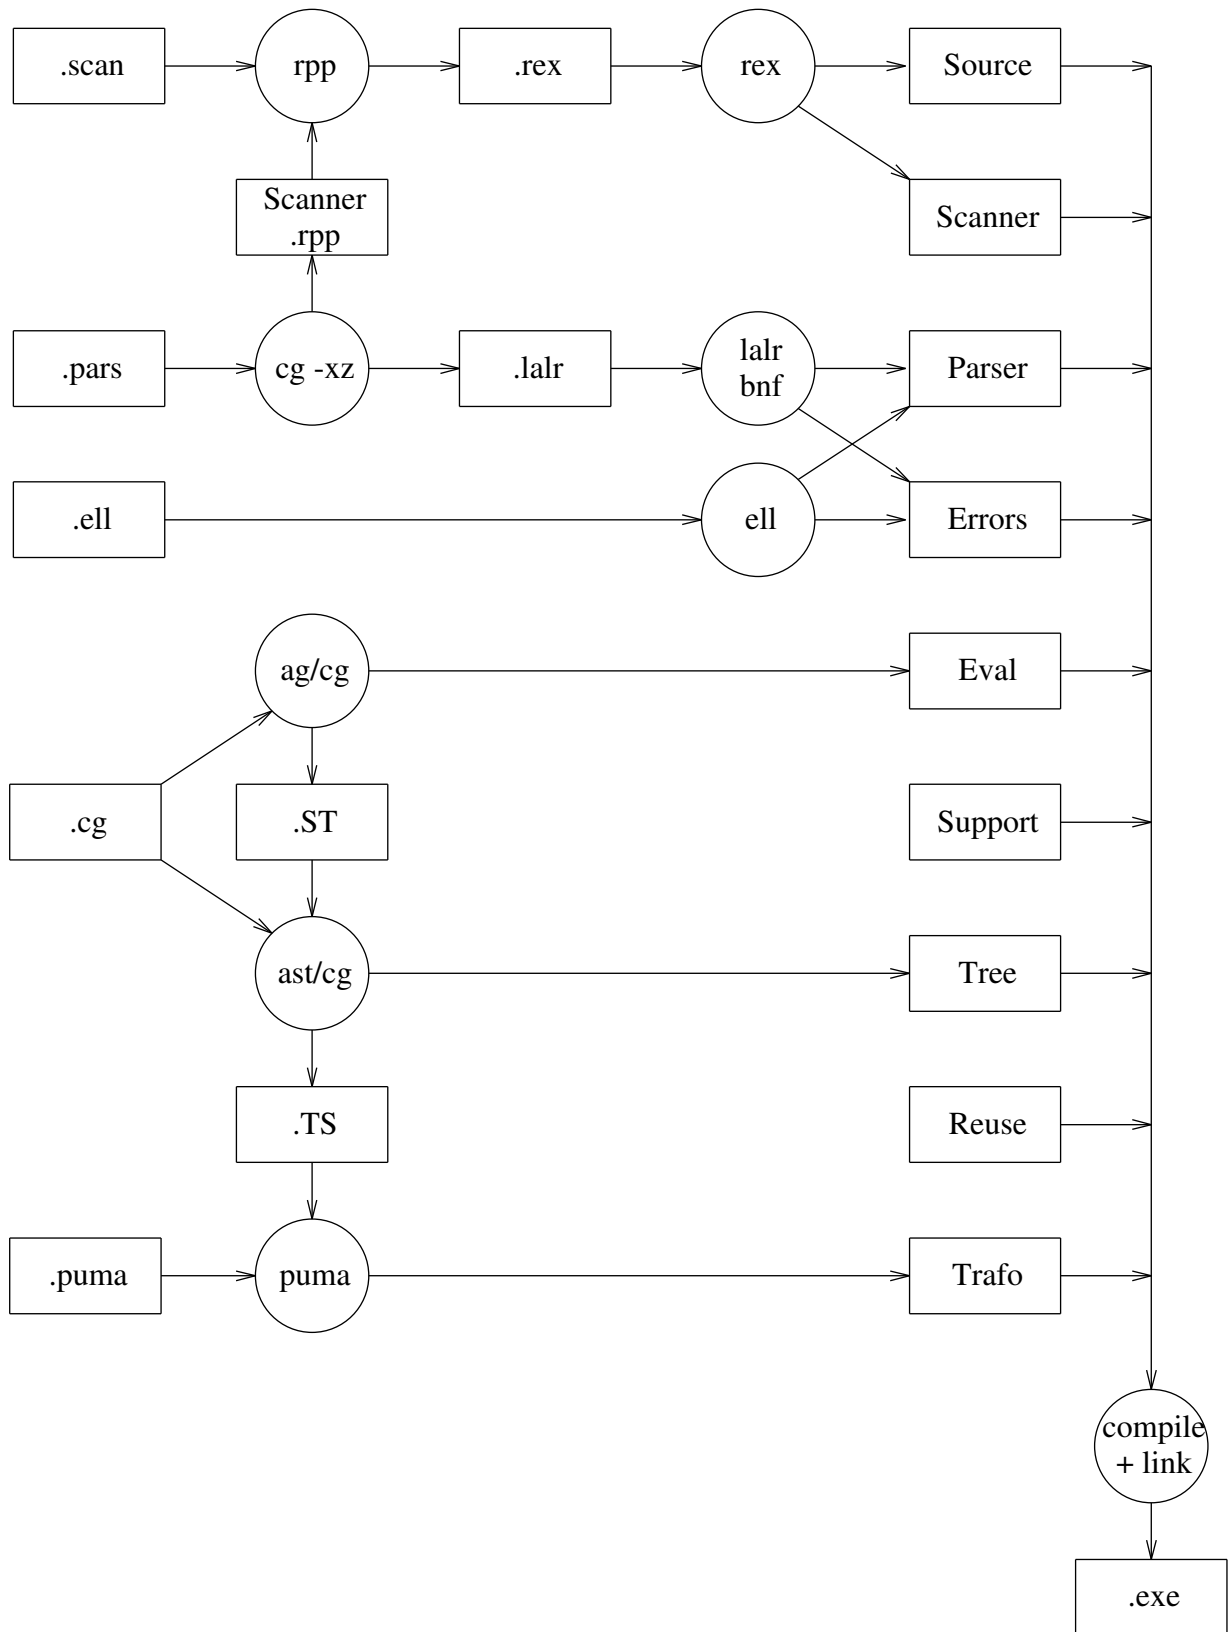 .scan
rpp
.rex
rex
Source
Scanner
.rpp
Scanner
.pars
cg -xz
.lalr
lalr
bnf
Parser
.ell
ell
Errors
ag/cg
Eval
.cg
.ST
Support
ast/cg
Tree
.TS
Reuse
.puma
puma
Trafo
compile
+ link
.exe